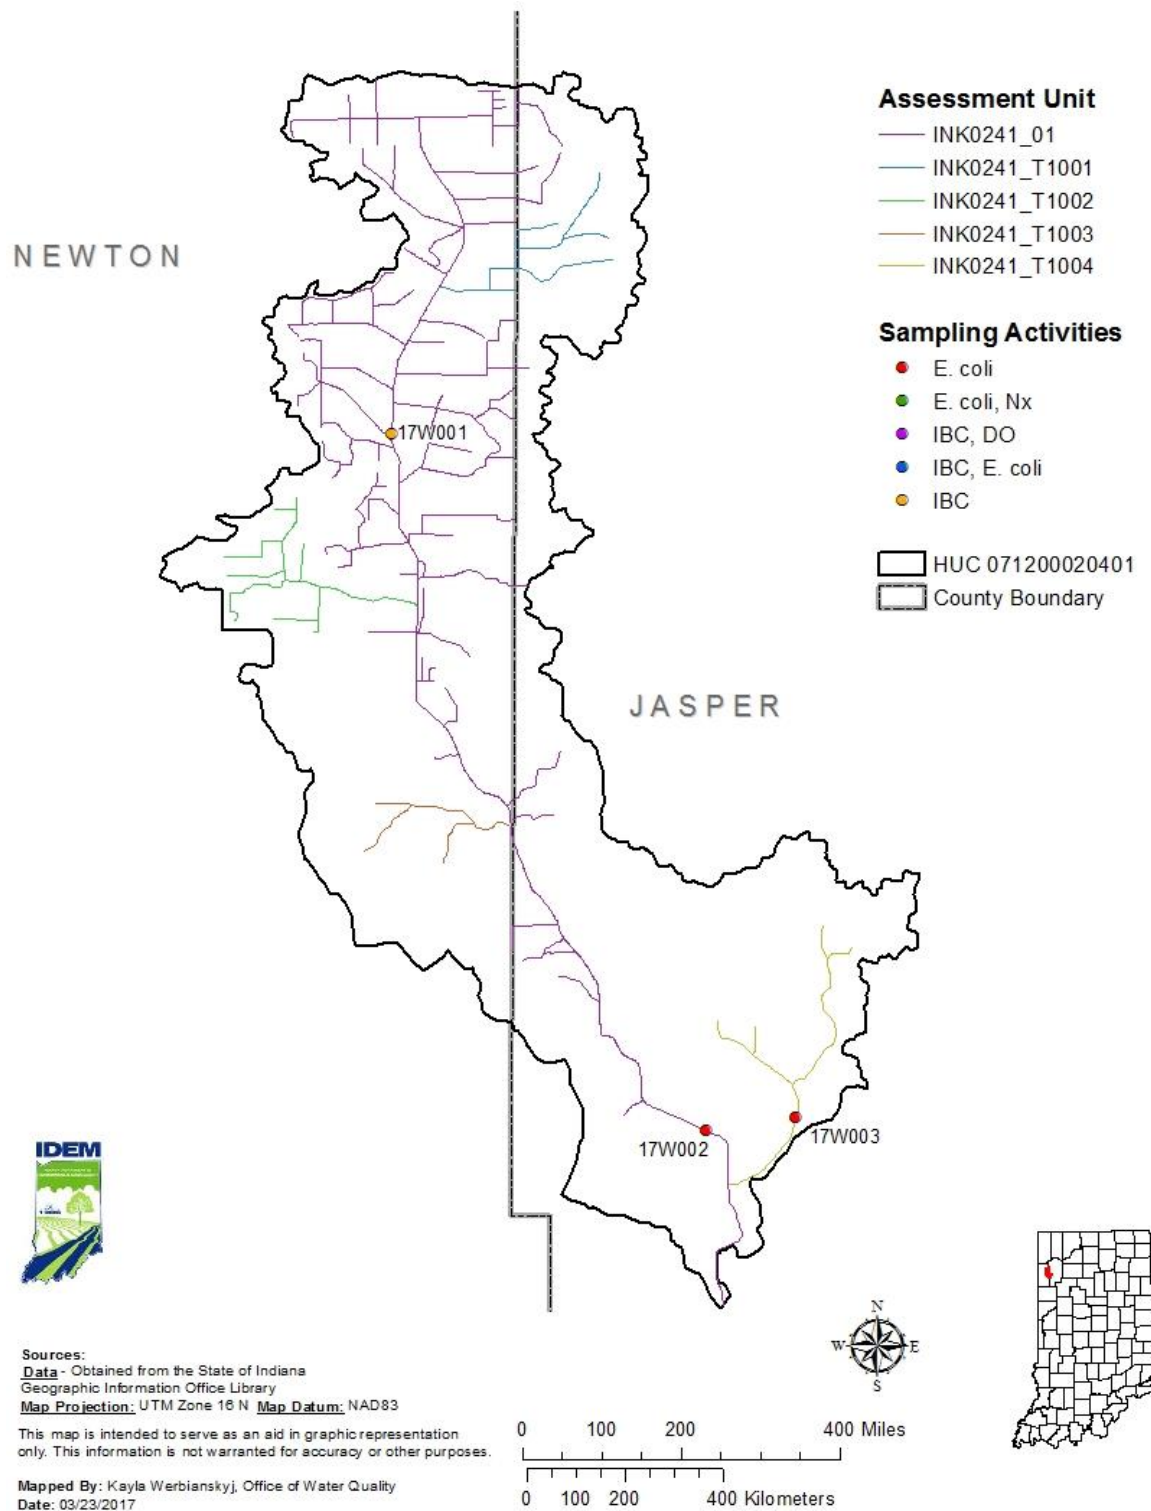 Assessment Unit
INK0241_01
INK0241_T1001
INK0241_T1002
INK0241_T1003
INK0241_T1004
NEWTON
Sampling Activities
E. coli
E. coli, Nx
IBC, DO
IBC, E. coli
IBC
17W001
HUC 071200020401
County Boundary
JASPER
17W002
17W003
IDEM
N
W E
S
Sources:
Data - Obtained from the State of Indiana
Geographic Information Office Library
Map Projection: UTM Zone 16 N Map Datum: NAD83
This map is intended to serve as an aid in graphic representation
only. This information is not warranted for accuracy or other purposes.
Mapped By: Kayla Werbianskyj, Office of Water Quality
Date: 03/23/2017
0 100 200 400 Miles
0 100 200 400 Kilometers